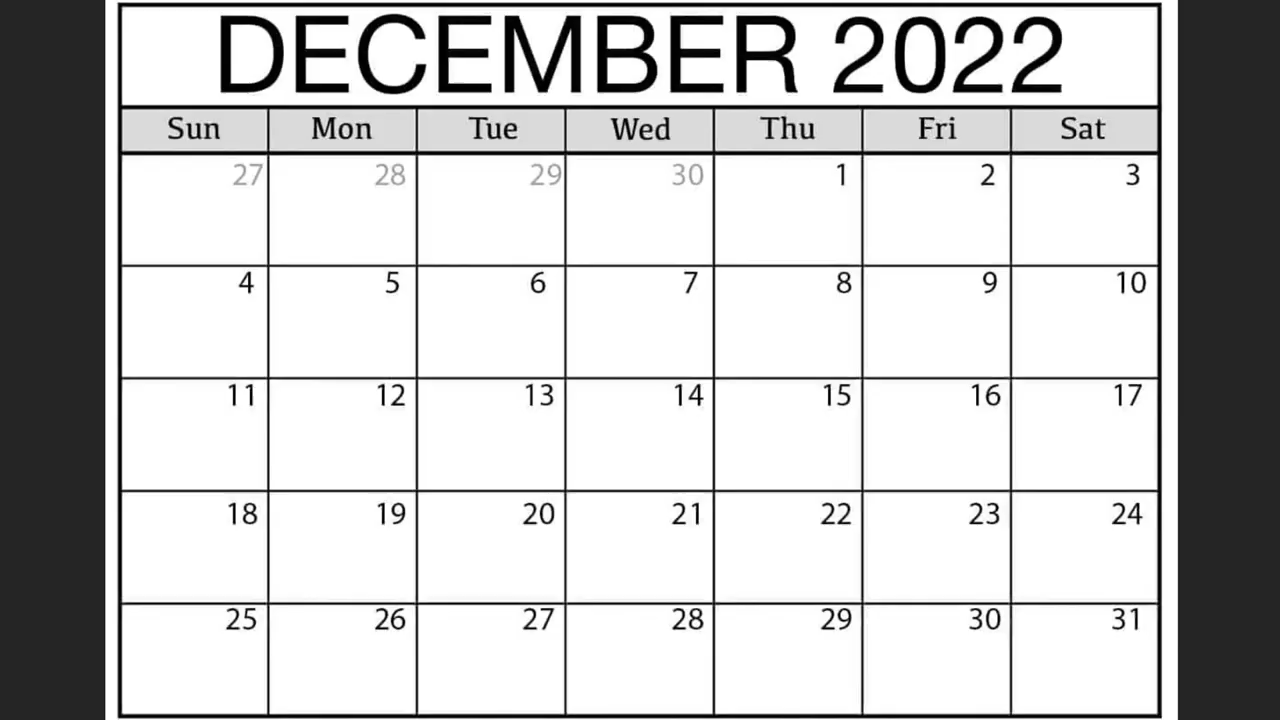 DECEMBER 2022
Sun Mon Tue Wed Thu Fri Sat
27 28 29 30 1 2 3
4 5 6 7 8 9 10
11 12 13 14 15 16 17
18 19 20 21 22 23 24
25 26 27 28 29 30 31